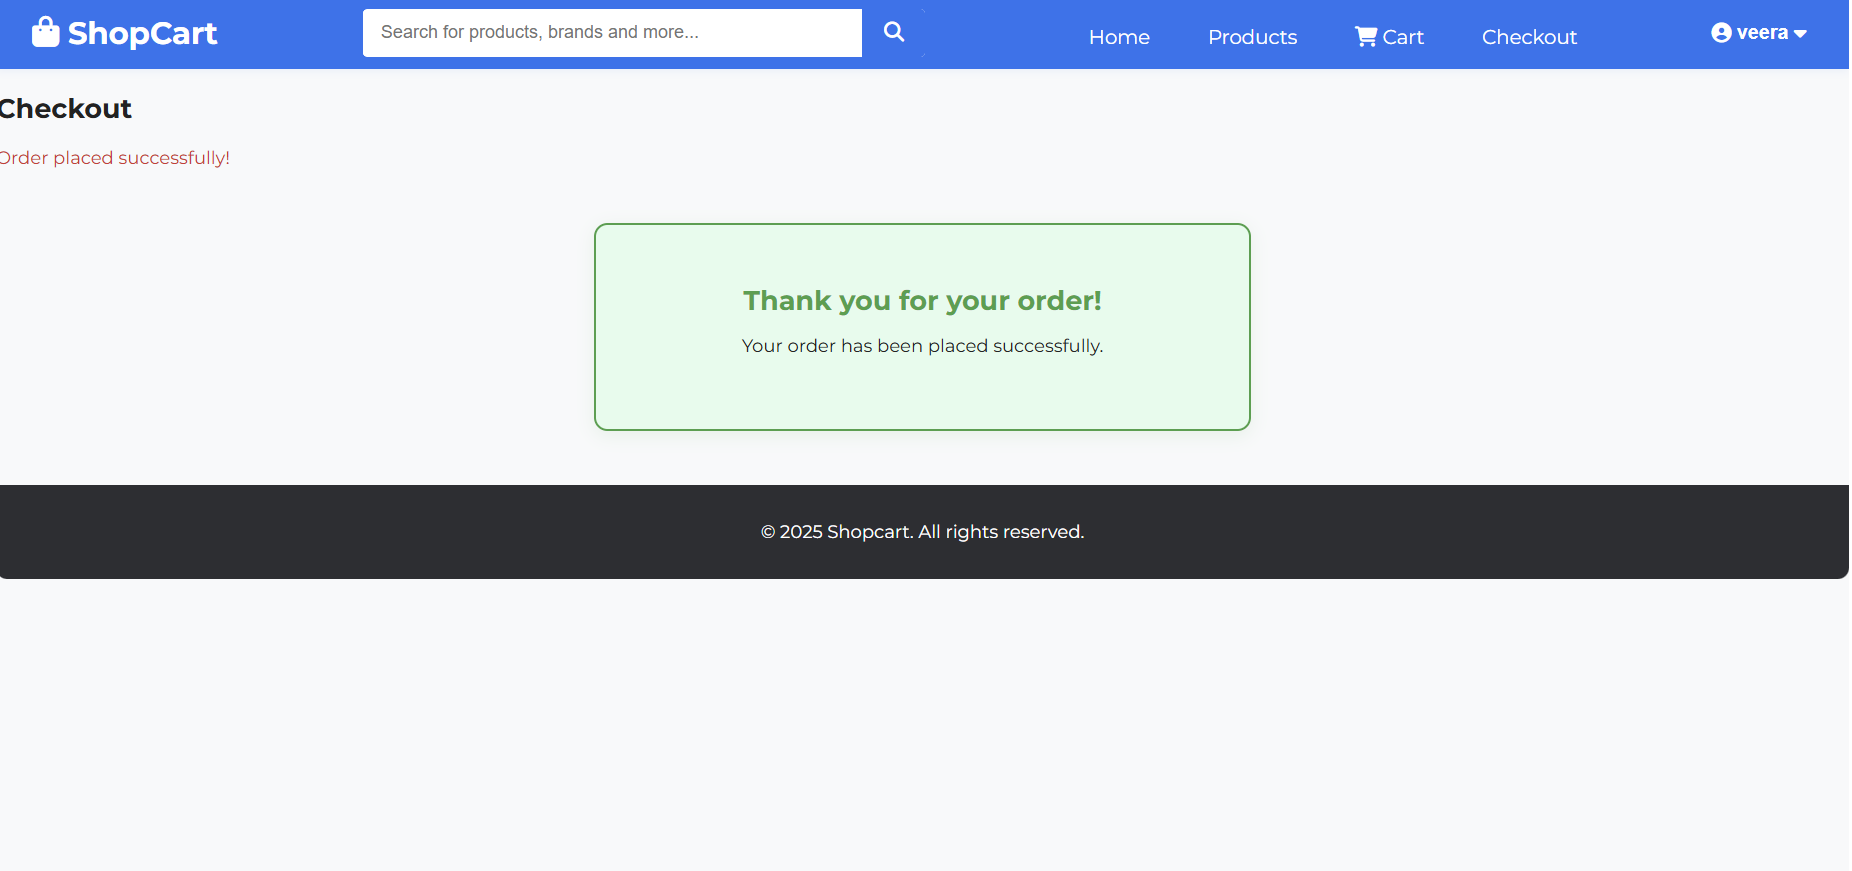 ShopCart
Search for products, brands and more...
Home
Products
Cart
Checkout
veera
Checkout
Order placed successfully!
Thank you for your order!
Your order has been placed successfully.
© 2025 Shopcart. All rights reserved.